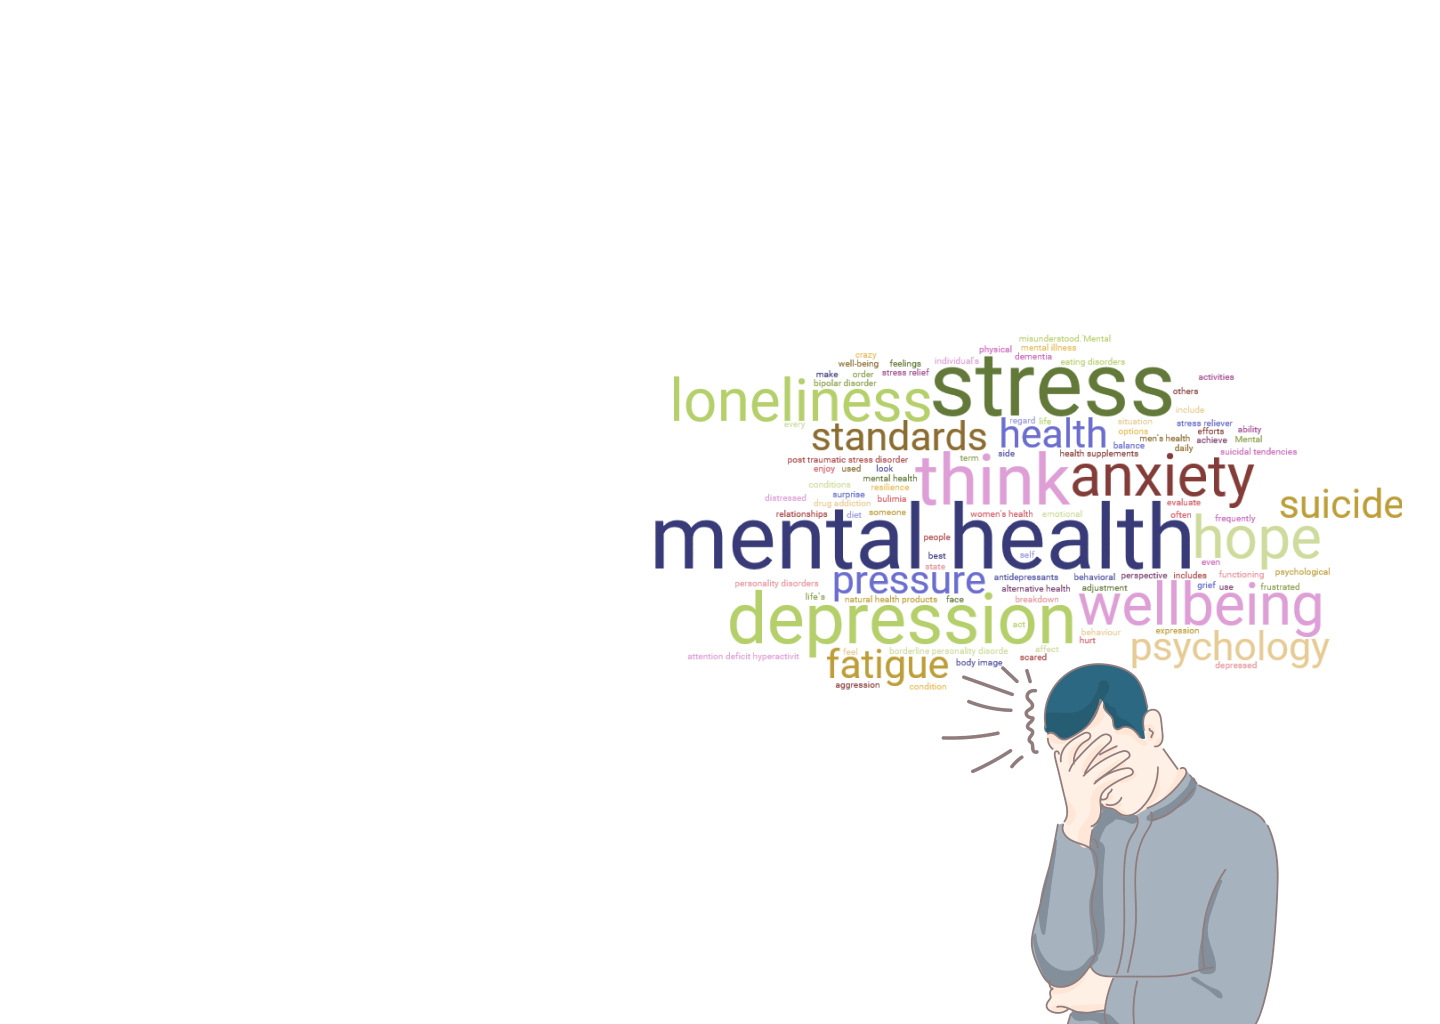 misunderstood. Mental
physical mental illness
crazy individual's dementia
well-being feelings eating disorders
make order stress relief stress activities
bipolar disorder others
loneliness include
every regard life situation stress reliever
standards health options efforts ability
men's health achieve Mental
balance daily suicidal tendencies
post traumatic stress disorder term side health supplements
enjoy used look think anxiety
mental health
conditions resilience
distressed surprise bulimia evaluate suicide
drug addiction
relationships diet someone women's health emotional often frequently
mental health people hope
best self
state even
personality disorders pressure antidepressants behavioral perspective includes functioning psychological
alternative health adjustment grief use frustrated
life's natural health products face breakdown wellbeing
depression act behaviour expression
hurt
attention deficit hyperactivit feel borderline personality disorde affect psychology
fatigue body image scared depressed
aggression condition